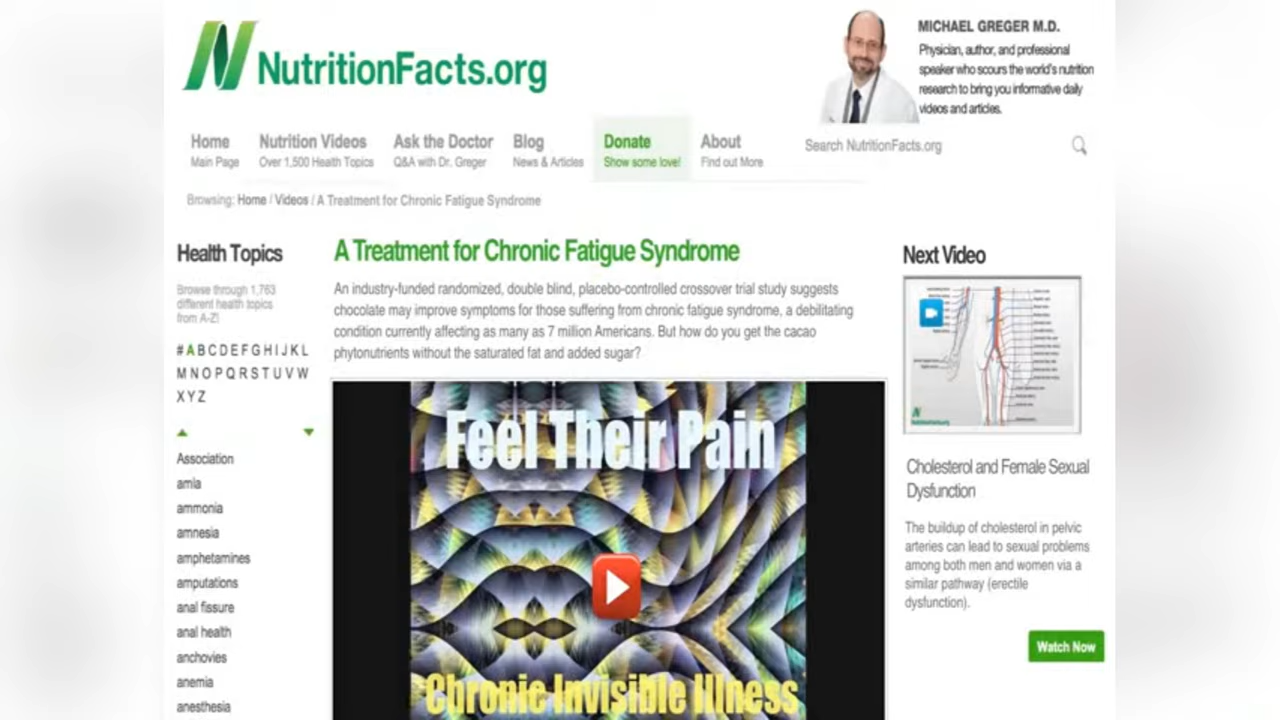 NutritionFacts.org
MICHAEL GREGER M.D.
Physician, author, and professional
speaker who scours the world's nutrition
research to bring you informative daily
videos and articles.
Home
Main Page
Nutrition Videos
Over 1,500 Health Topics
Ask the Doctor
Q&A with Dr. Greger
Blog
News & Articles
Donate
Show some love!
About
Find out More
Search NutritionFacts.org
Browsing: Home / Videos / A Treatment for Chronic Fatigue Syndrome
Health Topics
Browse through 1,763
different health topics
from A-Z!
# A B C D E F G H I J K L
M N O P Q R S T U V W
X Y Z
Association
amla
ammonia
amnesia
amphetamines
amputations
anal fissure
anal health
anchovies
anemia
anesthesia
A Treatment for Chronic Fatigue Syndrome
An industry-funded randomized, double blind, placebo-controlled crossover trial study suggests
chocolate may improve symptoms for those suffering from chronic fatigue syndrome, a debilitating
condition currently affecting as many as 7 million Americans. But how do you get the cacao
phytonutrients without the saturated fat and added sugar?
Feel Their Pain
Chronic Invisible Illness
Next Video
NutritionFacts.org
Cholesterol and Female Sexual
Dysfunction
The buildup of cholesterol in pelvic
arteries can lead to sexual problems
among both men and women via a
similar pathway (erectile
dysfunction).
Watch Now